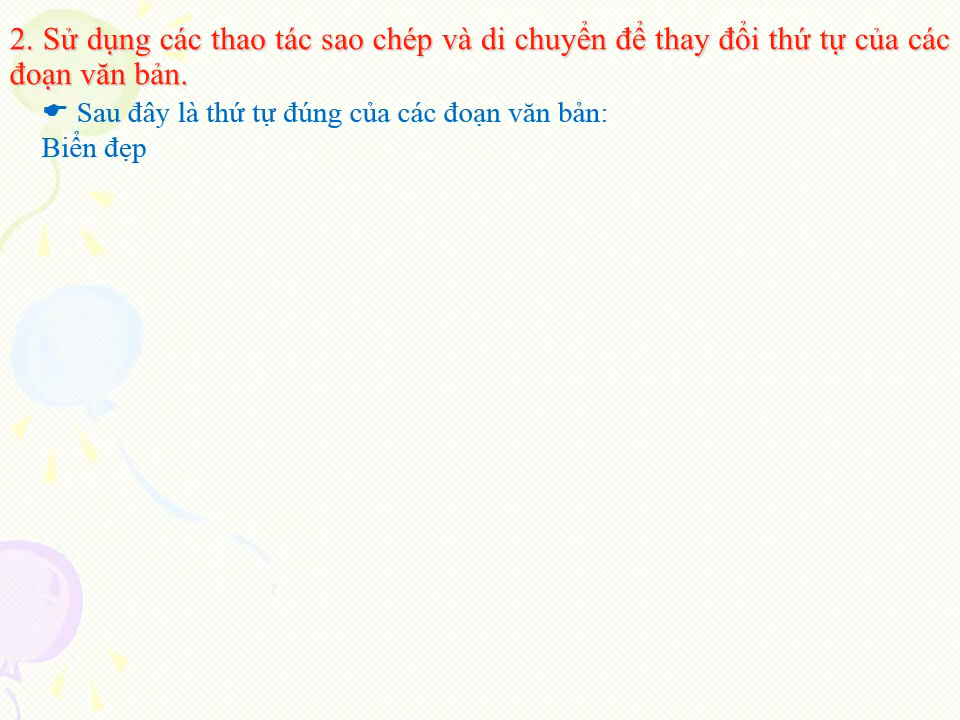 2. Sử dụng các thao tác sao chép và di chuyển để thay đổi thứ tự của các
đoạn văn bản.
☛ Sau đây là thứ tự đúng của các đoạn văn bản:
Biển đẹp